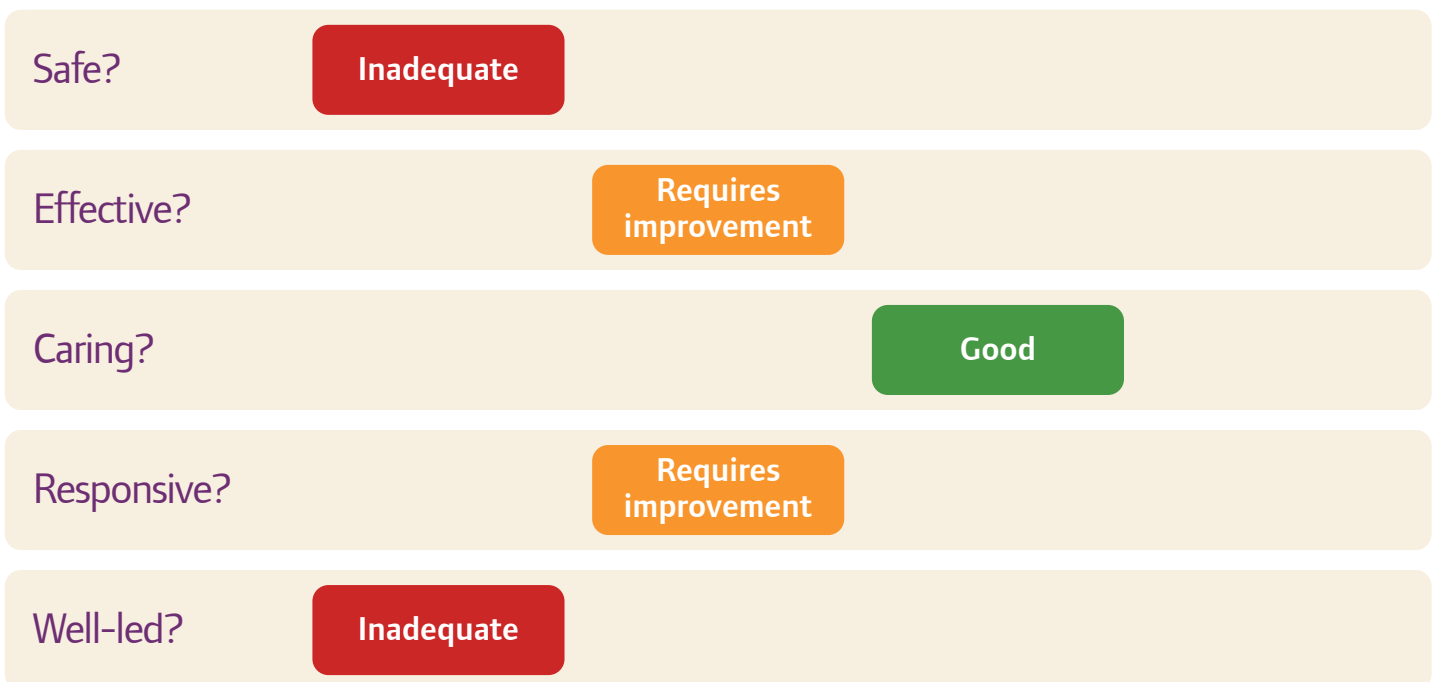 Safe?
Inadequate
Effective?
Requires
improvement
Caring?
Good
Responsive?
Requires
improvement
Well-led?
Inadequate